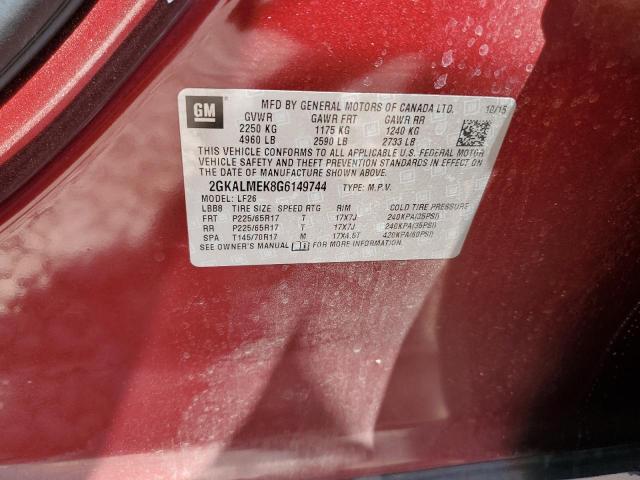 GM
MFD BY GENERAL MOTORS OF CANADA LTD. 10/15
GVWR GAWR FRT GAWR RR
2250 KG 1175 KG 1240 KG
4960 LB 2590 LB 2733 LB
THIS VEHICLE CONFORMS TO ALL APPLICABLE U.S. FEDERAL MOTOR
VEHICLE SAFETY AND THEFT PREVENTION STANDARDS IN EFFECT ON
THE DATE OF MANUFACTURE SHOWN ABOVE.
2GKALMEK8G6149744 TYPE: M.P.V.
MODEL: LF26
LBB8 TIRE SIZE SPEED RTG RIM COLD TIRE PRESSURE
FRT P225/65R17 T 17X7J 240KPA(35PSI)
RR P225/65R17 T 17X7J 240KPA(35PSI)
SPA T145/70R17 M 17X4.5T 420KPA(60PSI)
SEE OWNER'S MANUAL FOR MORE INFORMATION.